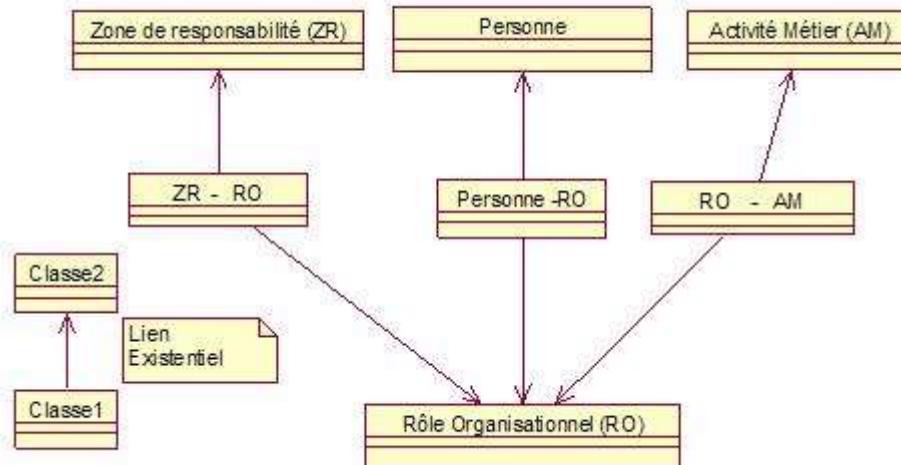 Zone de responsabilité (ZR)
Personne
Activité Métier (AM)
ZR - RO
Personne -RO
RO - AM
Classe2
Lien
Existentiel
Classe1
Rôle Organisationnel (RO)